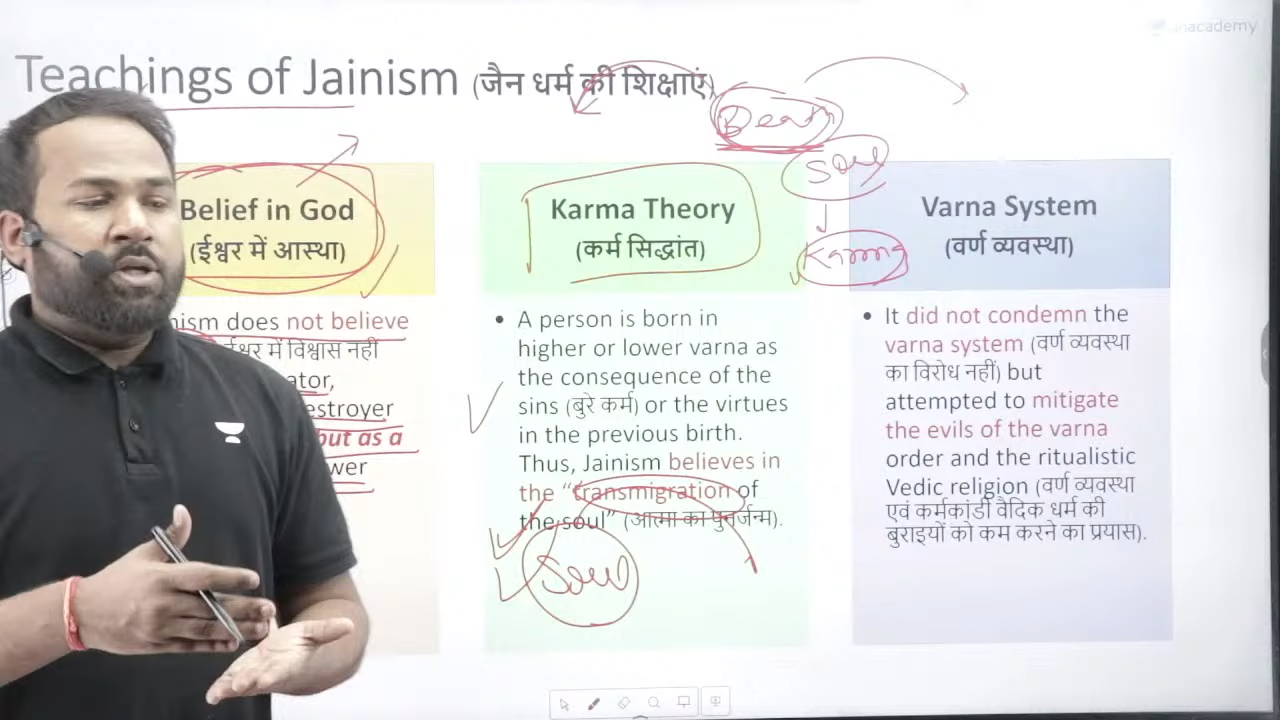 unacademy
Teachings of Jainism (जैन धर्म की शिक्षाएं)
Death
Soul
Karma
Belief in God
(ईश्वर में आस्था)
not believe
ईश्वर में विश्वास नहीं
but as a
Karma Theory
(कर्म सिद्धांत)
• A person is born in
higher or lower varna as
the consequence of the
sins (बुरे कर्म) or the virtues
in the previous birth.
Thus, Jainism believes in
the “transmigration of
the soul” (आत्मा का पुनर्जन्म).
Soul
Varna System
(वर्ण व्यवस्था)
• It did not condemn the
varna system (वर्ण व्यवस्था
का विरोध नहीं) but
attempted to mitigate
the evils of the varna
order and the ritualistic
Vedic religion (वर्ण व्यवस्था
एवं कर्मकांडी वैदिक धर्म की
बुराइयों को कम करने का प्रयास).